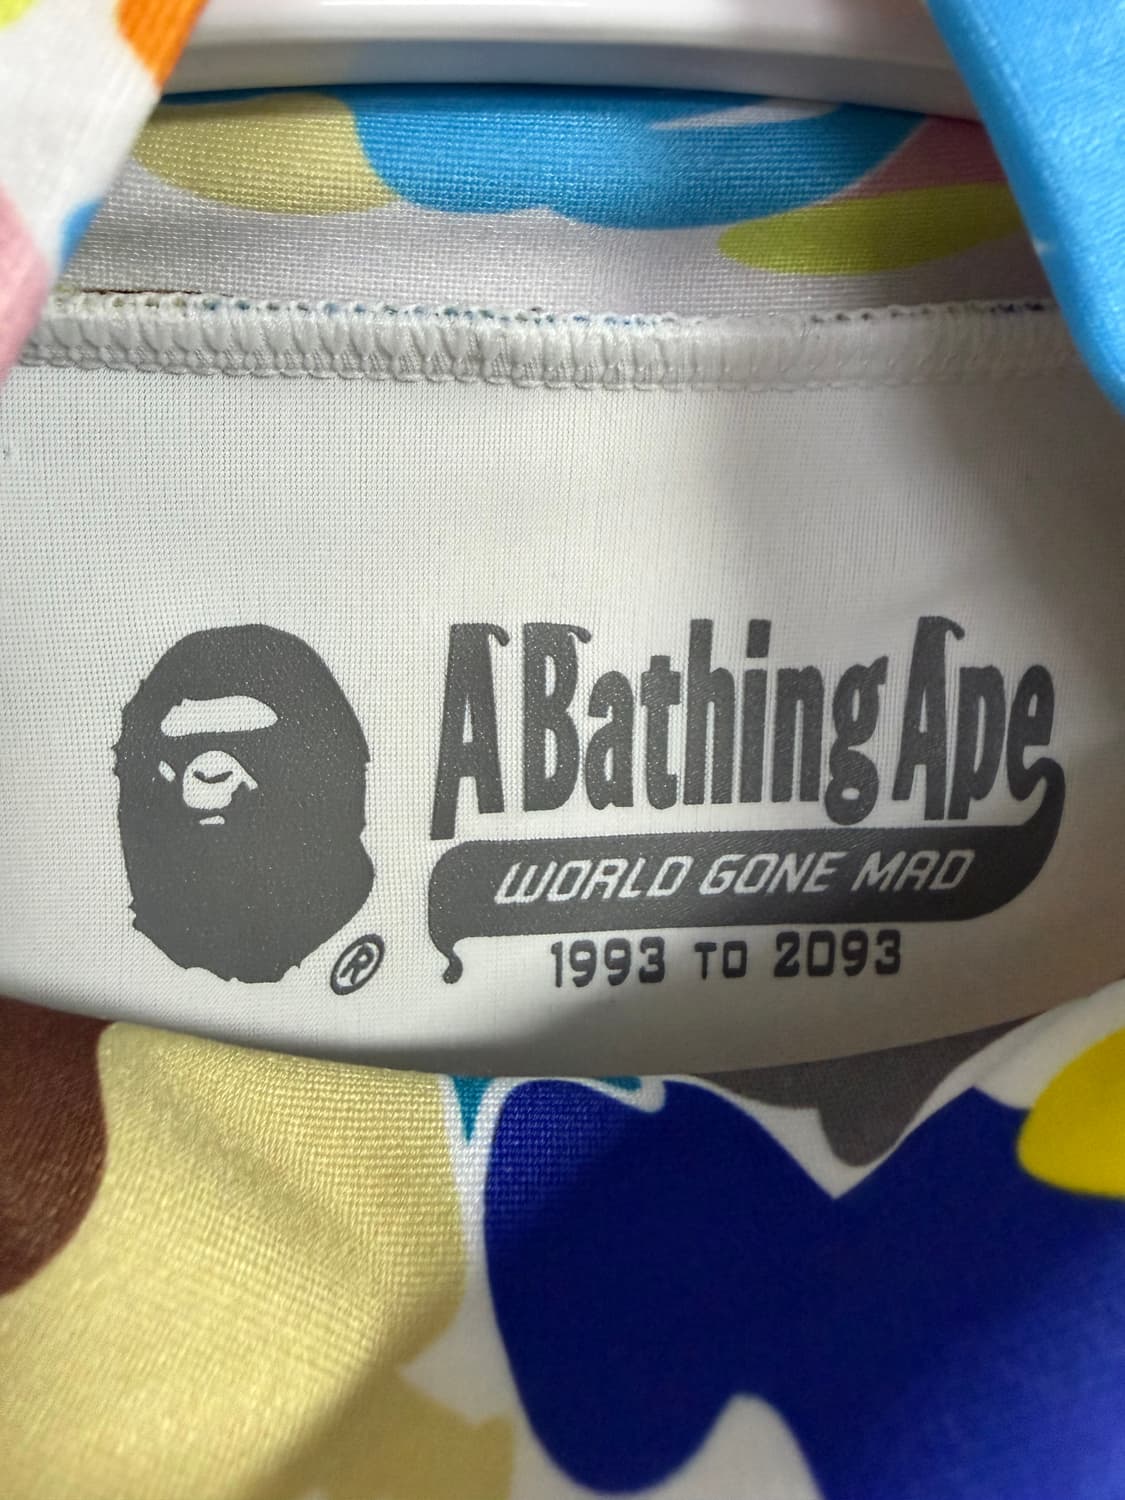 A Bathing Ape
WORLD GONE MAD
1993 TO 2093
®